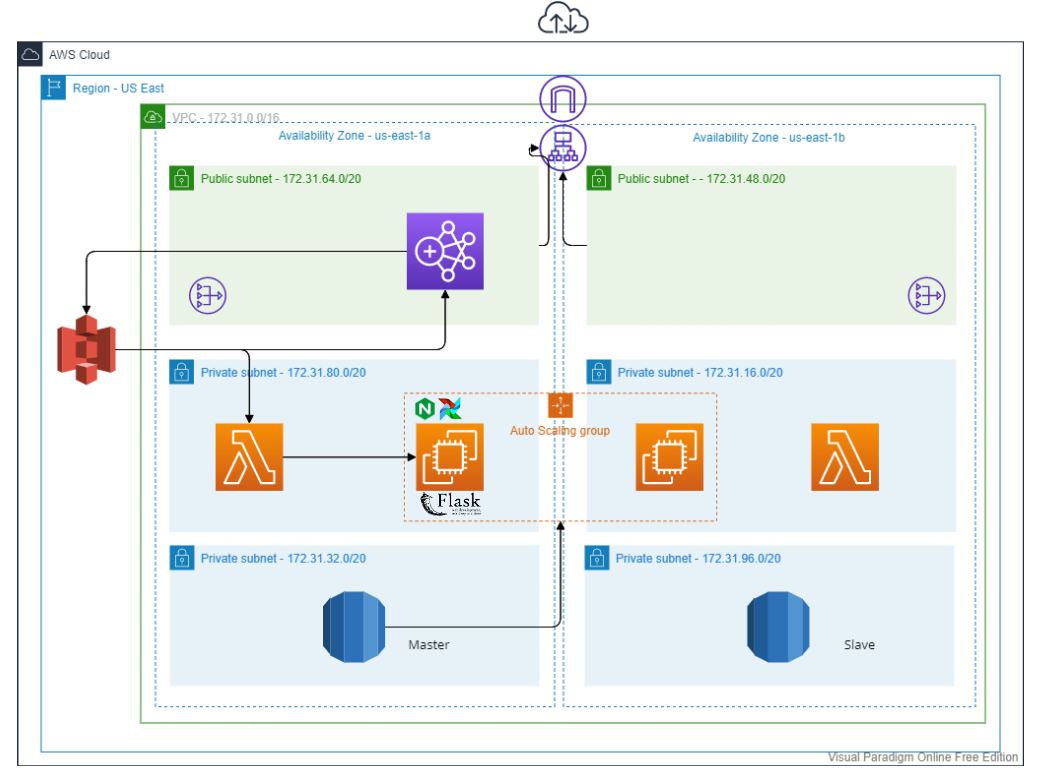 AWS Cloud
Region - US East
VPC - 172.31.0.0/16
Availability Zone - us-east-1a
Availability Zone - us-east-1b
Public subnet - 172.31.64.0/20
Public subnet - - 172.31.48.0/20
Private subnet - 172.31.80.0/20
Private subnet - 172.31.16.0/20
N
Auto Scaling group
Flask
Private subnet - 172.31.32.0/20
Private subnet - 172.31.96.0/20
Master
Slave
Visual Paradigm Online Free Edition